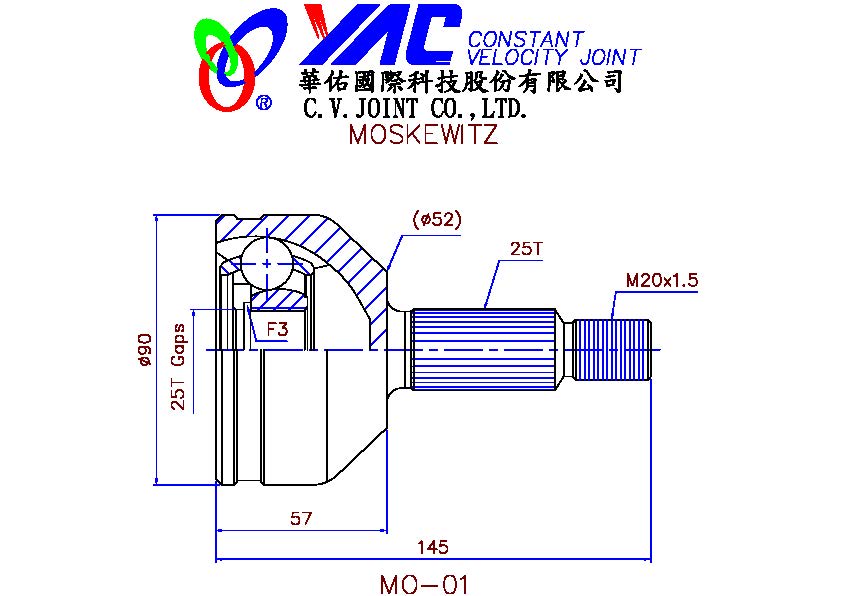 YAC CONSTANT
VELOCITY JOINT
®
華佑國際科技股份有限公司
C.V.JOINT CO.,LTD.
MOSKEWITZ
(ø52)
25T
M20x1.5
F3
ø90
25T Gaps
57
145
MO-01